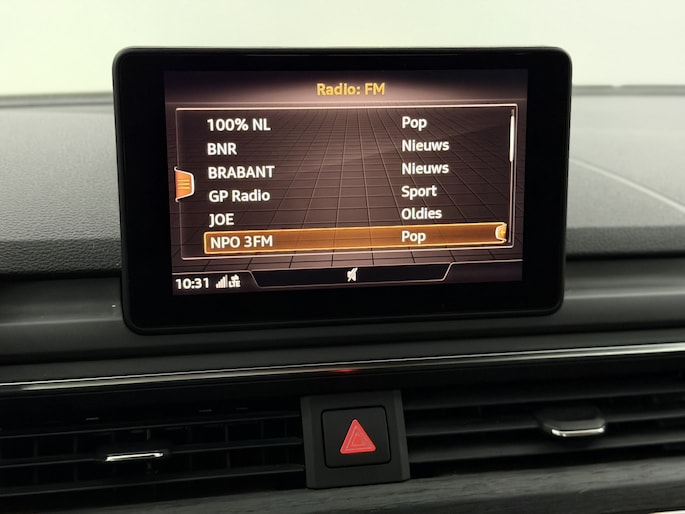 Radio: FM
100% NL Pop
BNR Nieuws
BRABANT Nieuws
GP Radio Sport
JOE Oldies
NPO 3FM Pop
10:31 LTE